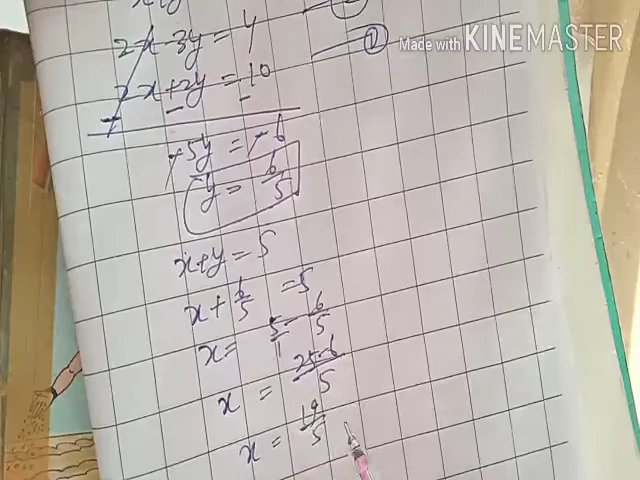 x+y
Made with KINEMASTER
2x-3y = 4
①
2x+2y = 10
- - -
-5y = -6
y = 6/5
x+y = 5
x + 6/5 = 5
x = 5/1 - 6/5
x = 25-6/5
x = 19/5